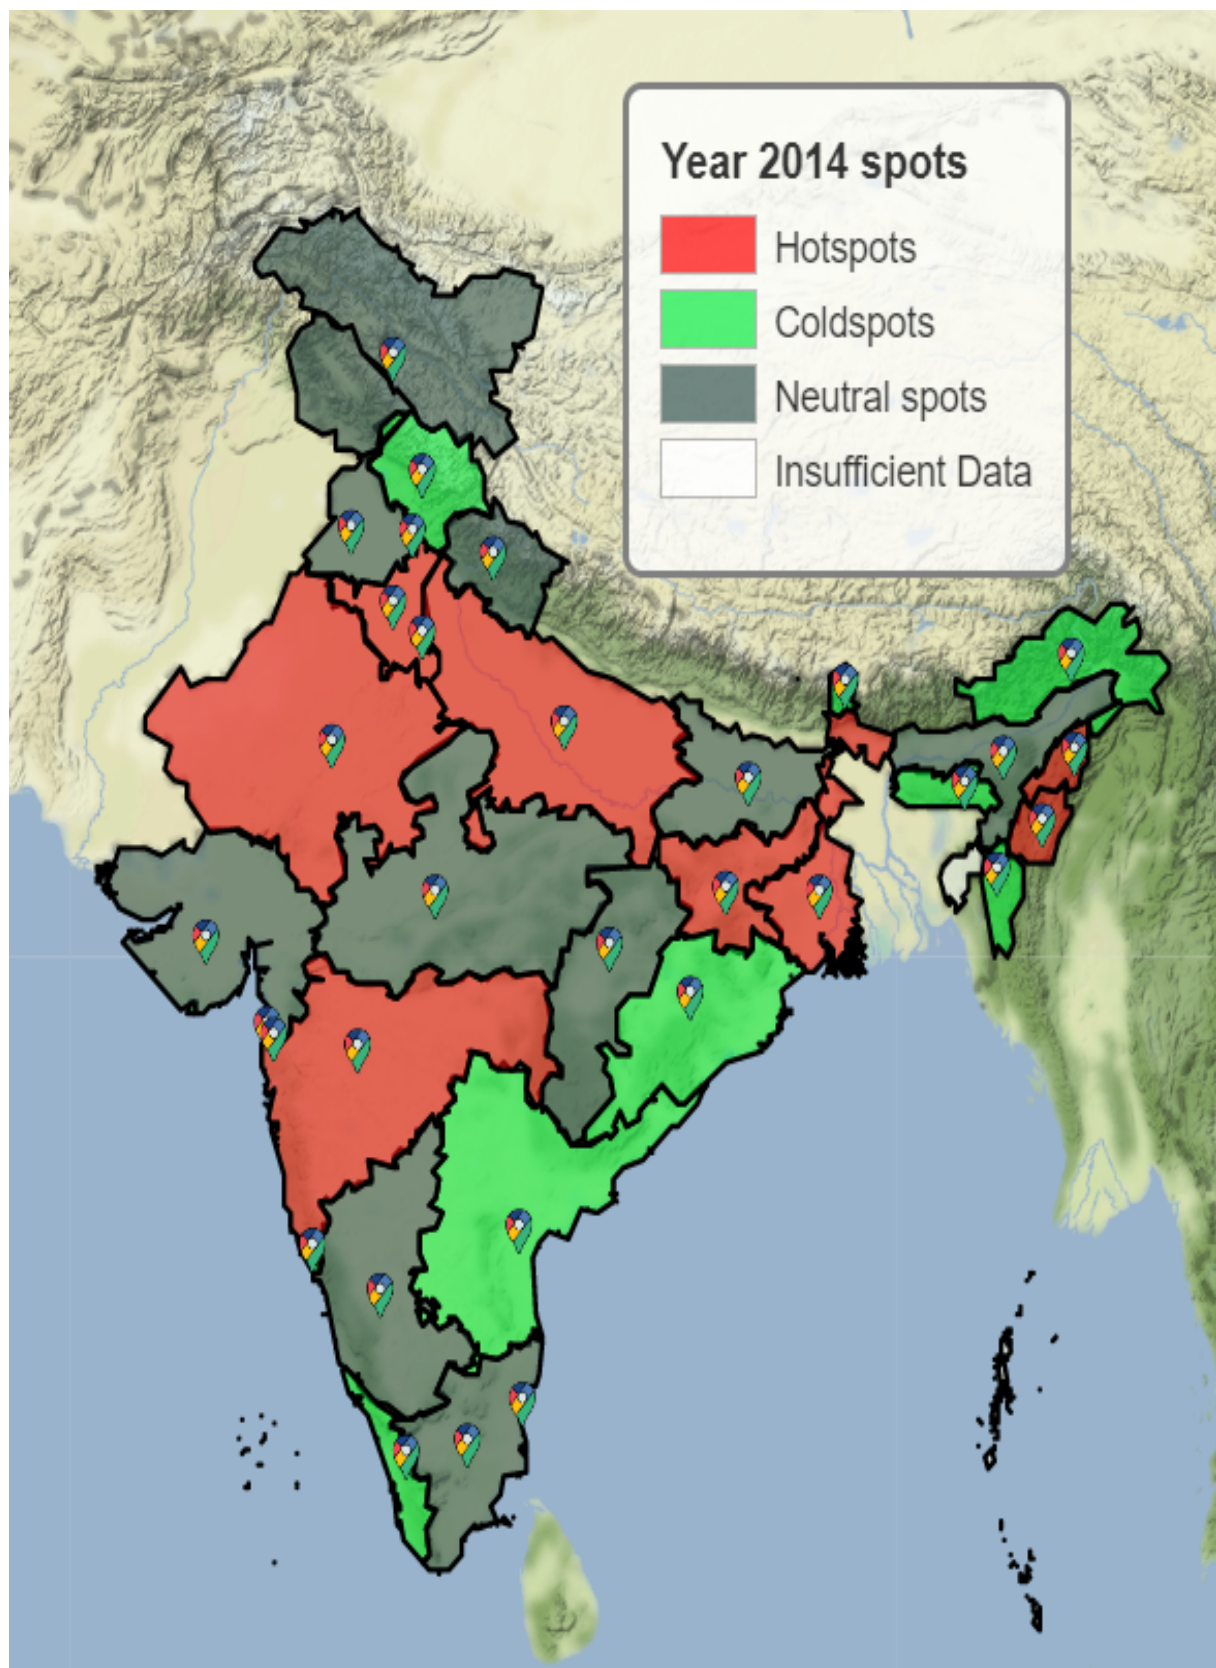 Year 2014 spots
Hotspots
Coldspots
Neutral spots
Insufficient Data